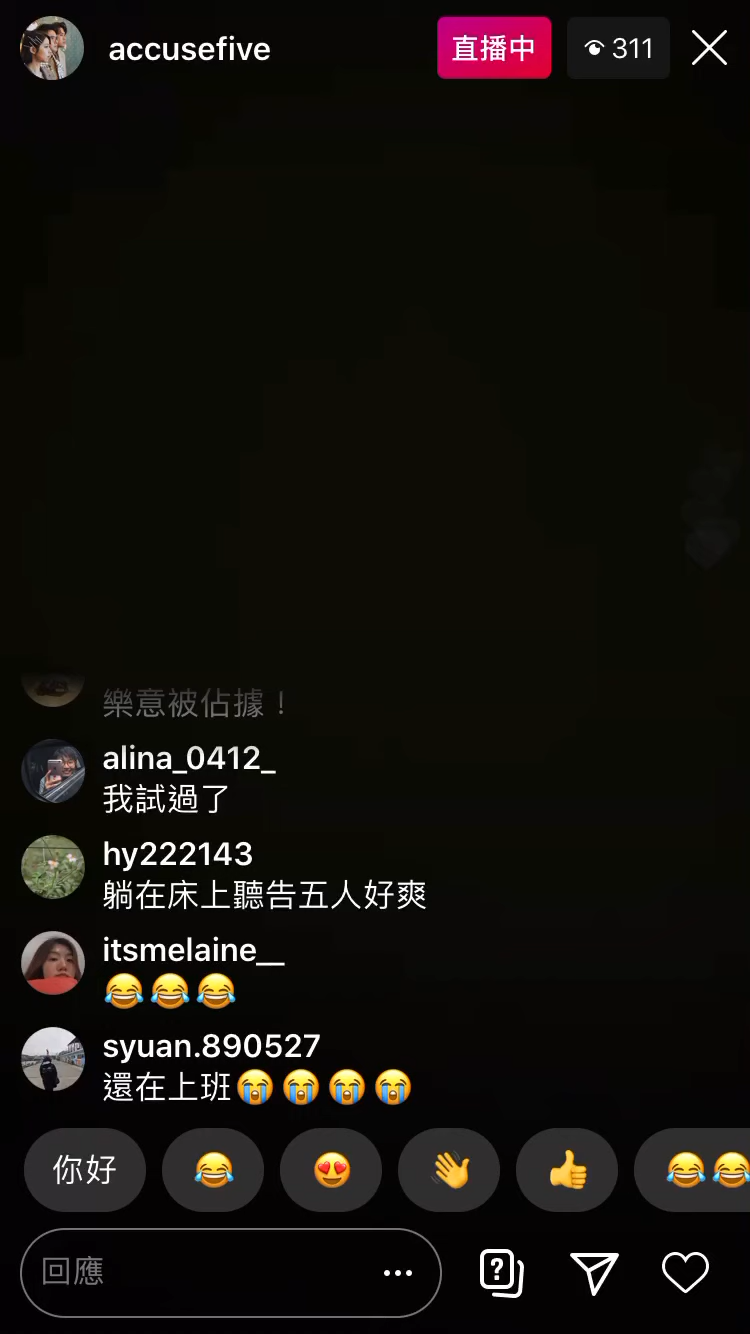 accusefive
直播中
311
樂意被佔據！
alina_0412_
我試過了
hy222143
躺在床上聽告五人好爽
itsmelaine__
😂😂😂
syuan.890527
還在上班😭😭😭😭
你好 😂 😍 👋 👍 😂😂
回應